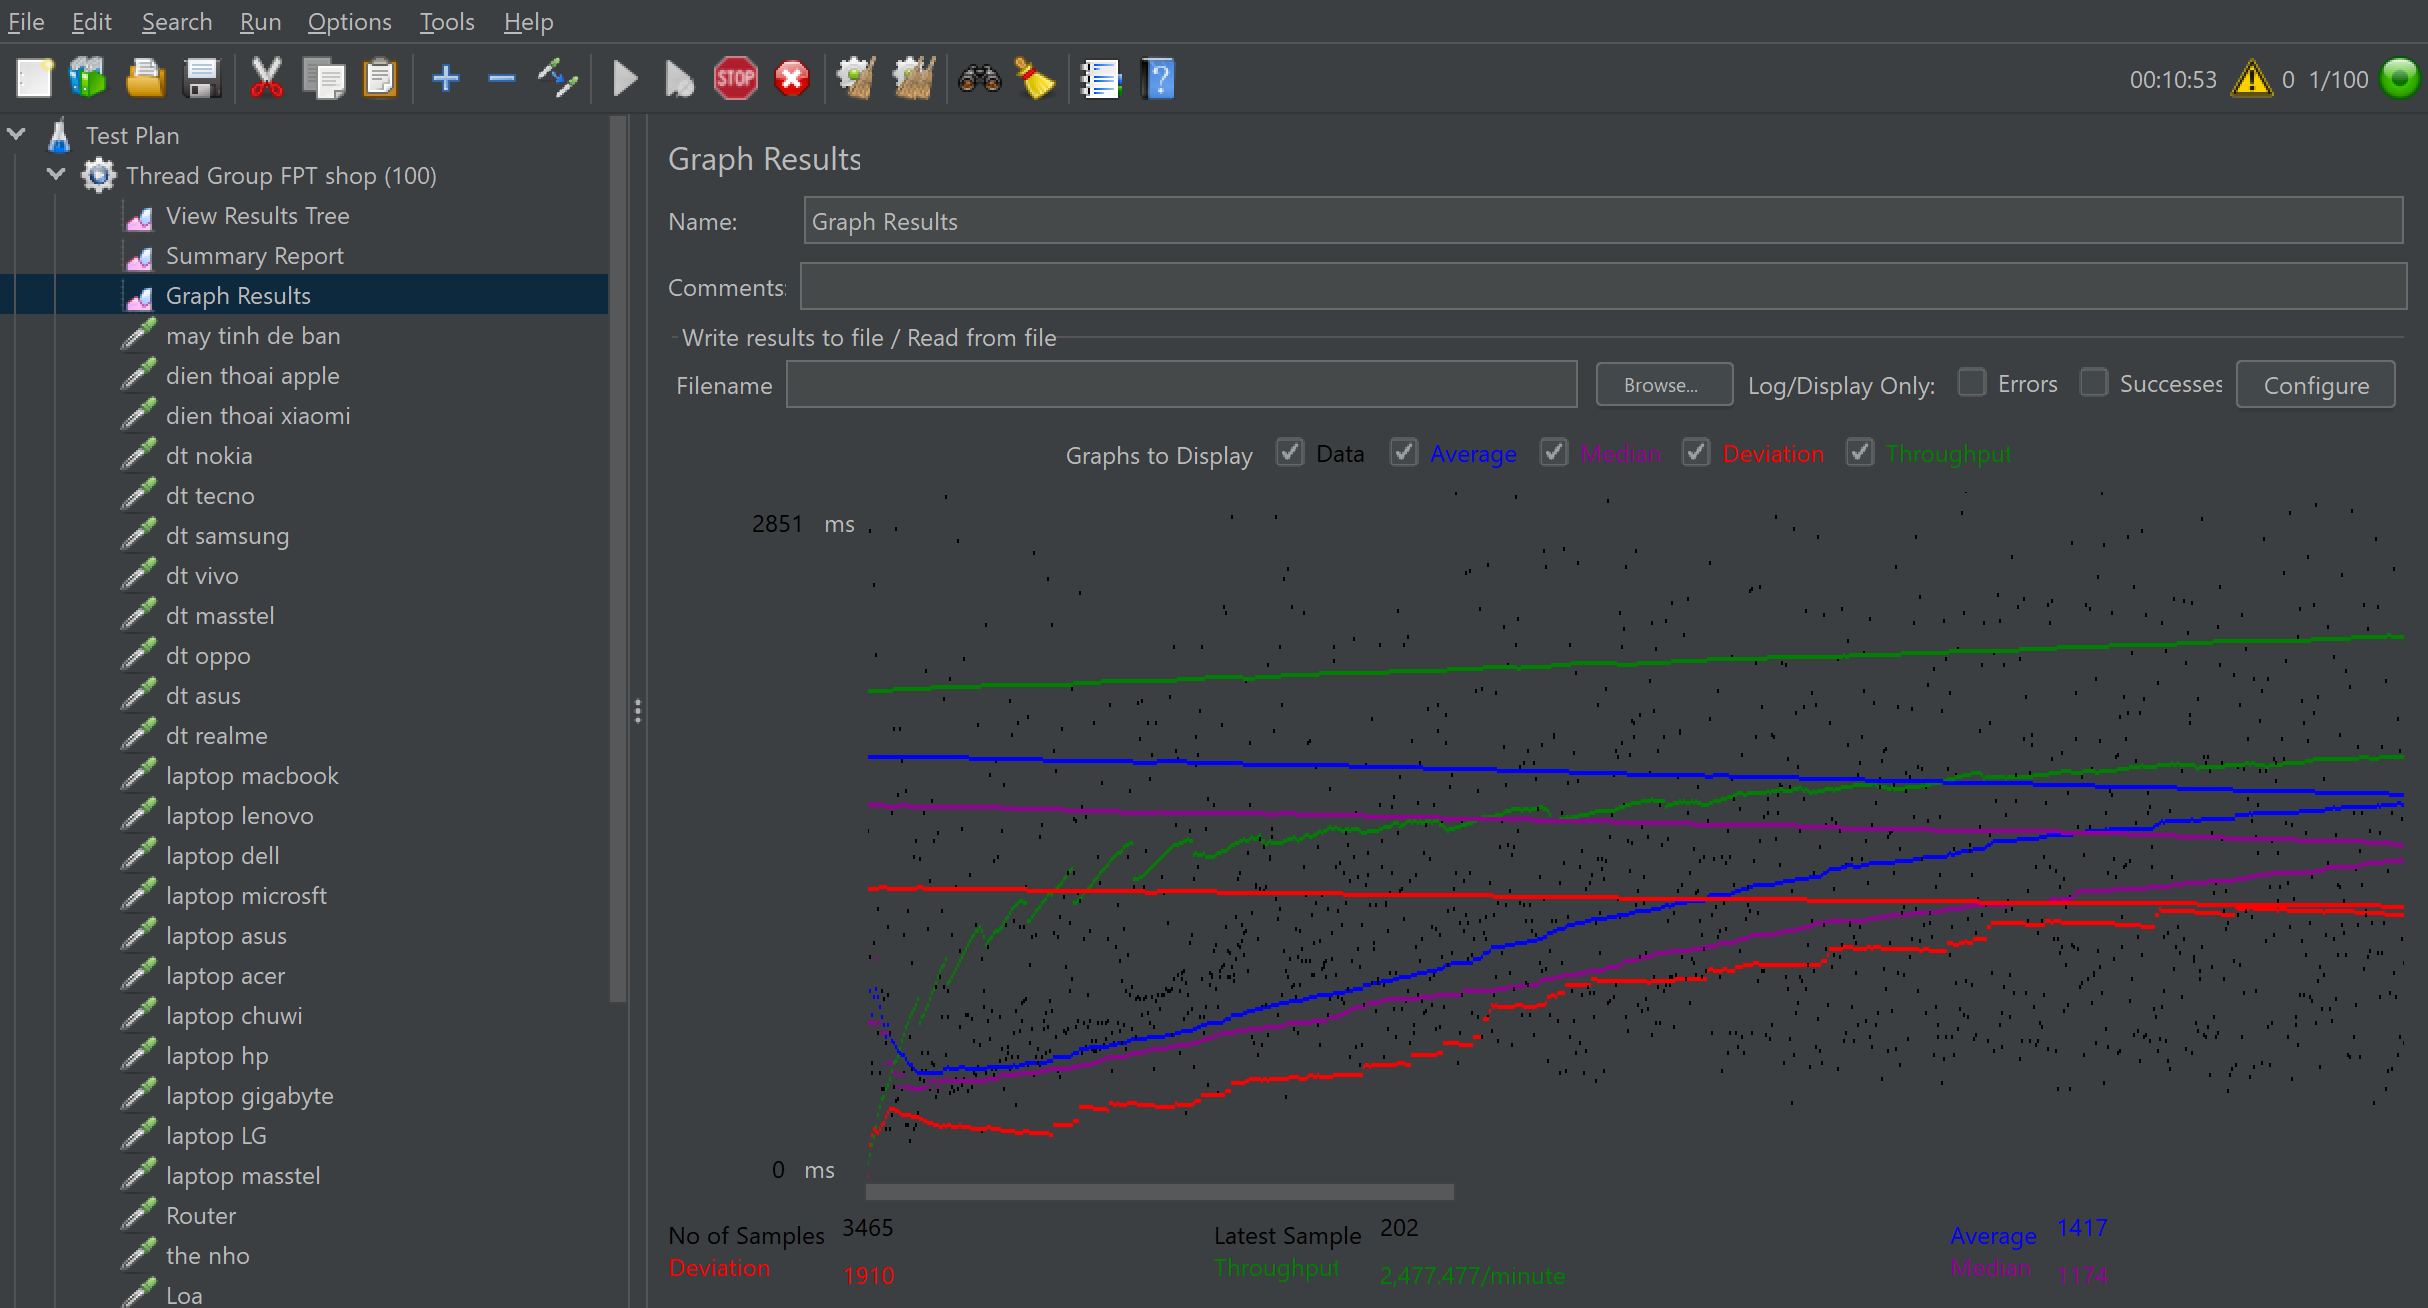 File Edit Search Run Options Tools Help
STOP
00:10:53 0 1/100
Test Plan
Thread Group FPT shop (100)
View Results Tree
Summary Report
Graph Results
may tinh de ban
dien thoai apple
dien thoai xiaomi
dt nokia
dt tecno
dt samsung
dt vivo
dt masstel
dt oppo
dt asus
dt realme
laptop macbook
laptop lenovo
laptop dell
laptop microsft
laptop asus
laptop acer
laptop chuwi
laptop hp
laptop gigabyte
laptop LG
laptop masstel
Router
the nho
Loa
Graph Results
Name: Graph Results
Comments:
Write results to file / Read from file
Filename Browse... Log/Display Only: Errors Successes Configure
Graphs to Display Data Average Median Deviation Throughput
2851 ms
0 ms
No of Samples 3465 Latest Sample 202 Average 1417
Deviation 1910 Throughput 2,477.477/minute Median 1174